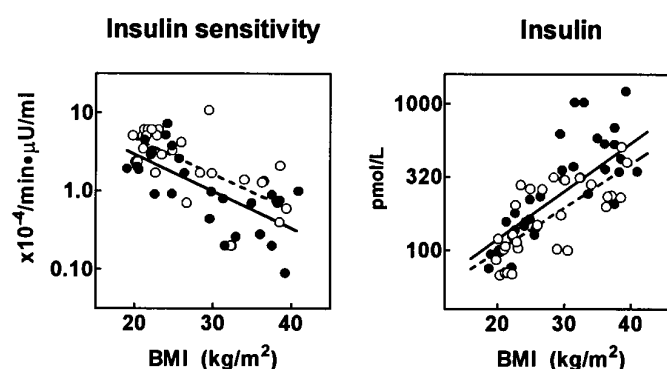 Insulin sensitivity
10
1.0
0.10
x10⁻⁴/min•μU/ml
20 30 40
BMI (kg/m²)
Insulin
1000
320
100
pmol/L
20 30 40
BMI (kg/m²)